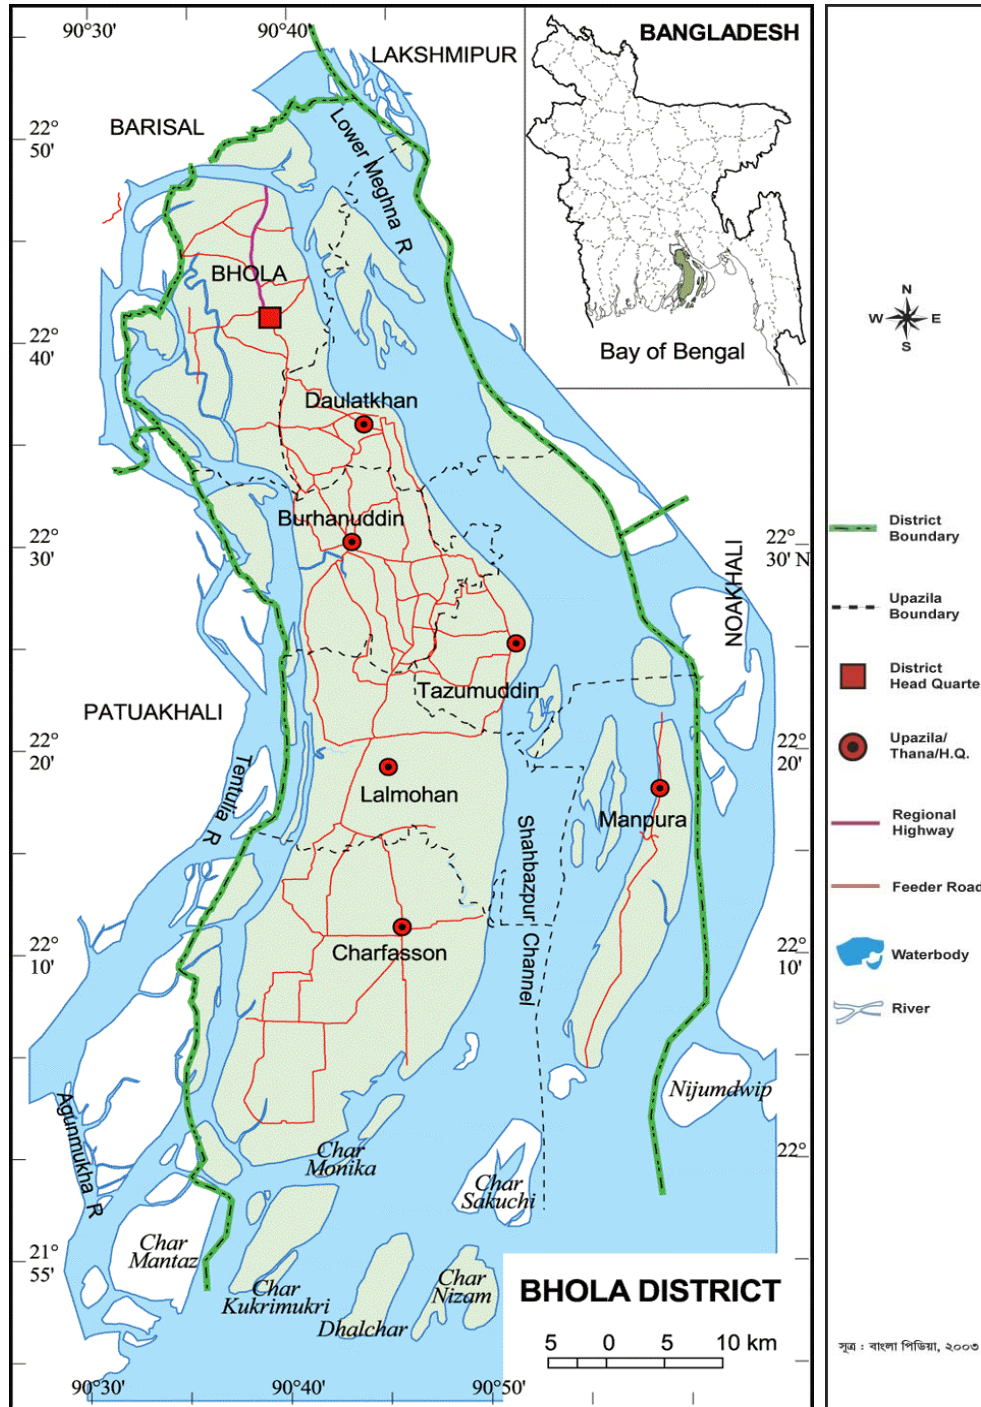 90°30'
90°40'
LAKSHMIPUR
BANGLADESH
22°
50'
BARISAL
Lower Meghna R
BHOLA
22°
40'
Bay of Bengal
N
W E
S
Daulatkhan
Burhanuddin
22°
30'
22°
30' N
NOAKHALI
District
Boundary
Upazila
Boundary
District
Head Quarte
Upazila/
Thana/H.Q.
Regional
Highway
Feeder Road
Waterbody
River
Tazumuddin
PATUAKHALI
22°
20'
22°
20'
Tentulia R
Lalmohan
Manpura
Shahbazpur Channel
Charfasson
22°
10'
22°
10'
Nijumdwip
Agunmukha R
Char
Monika
22°
Char
Sakuchi
Char
Mantaz
21°
55'
Char
Kukrimukri
Dhalchar
Char
Nizam
BHOLA DISTRICT
5 0 5 10 km
সূত্র : বাংলা পিডিয়া, ২০০৩
90°30'
90°40'
90°50'